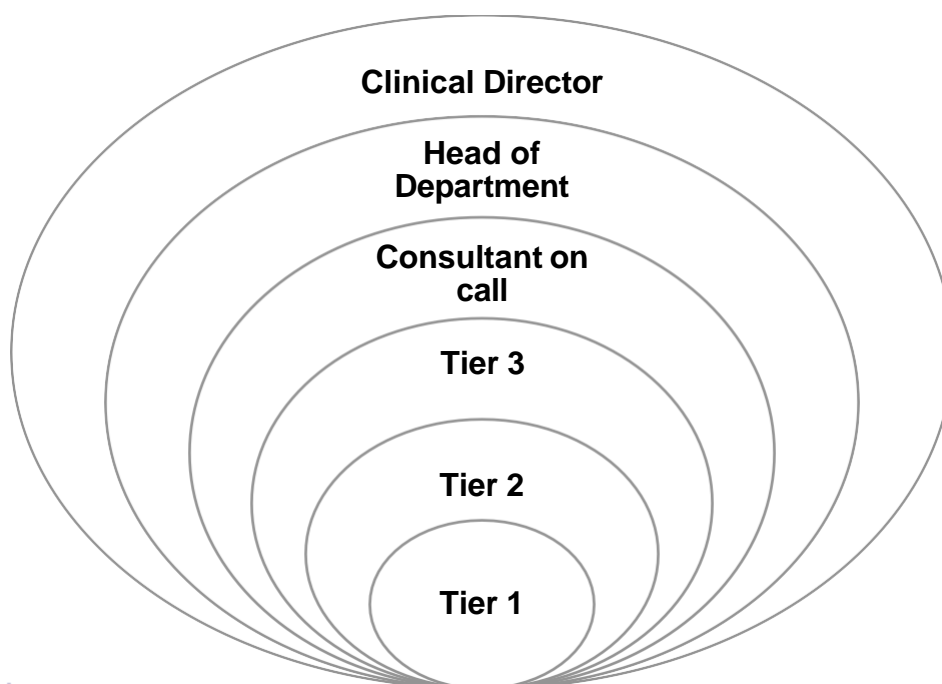 Clinical Director
Head of
Department
Consultant on
call
Tier 3
Tier 2
Tier 1